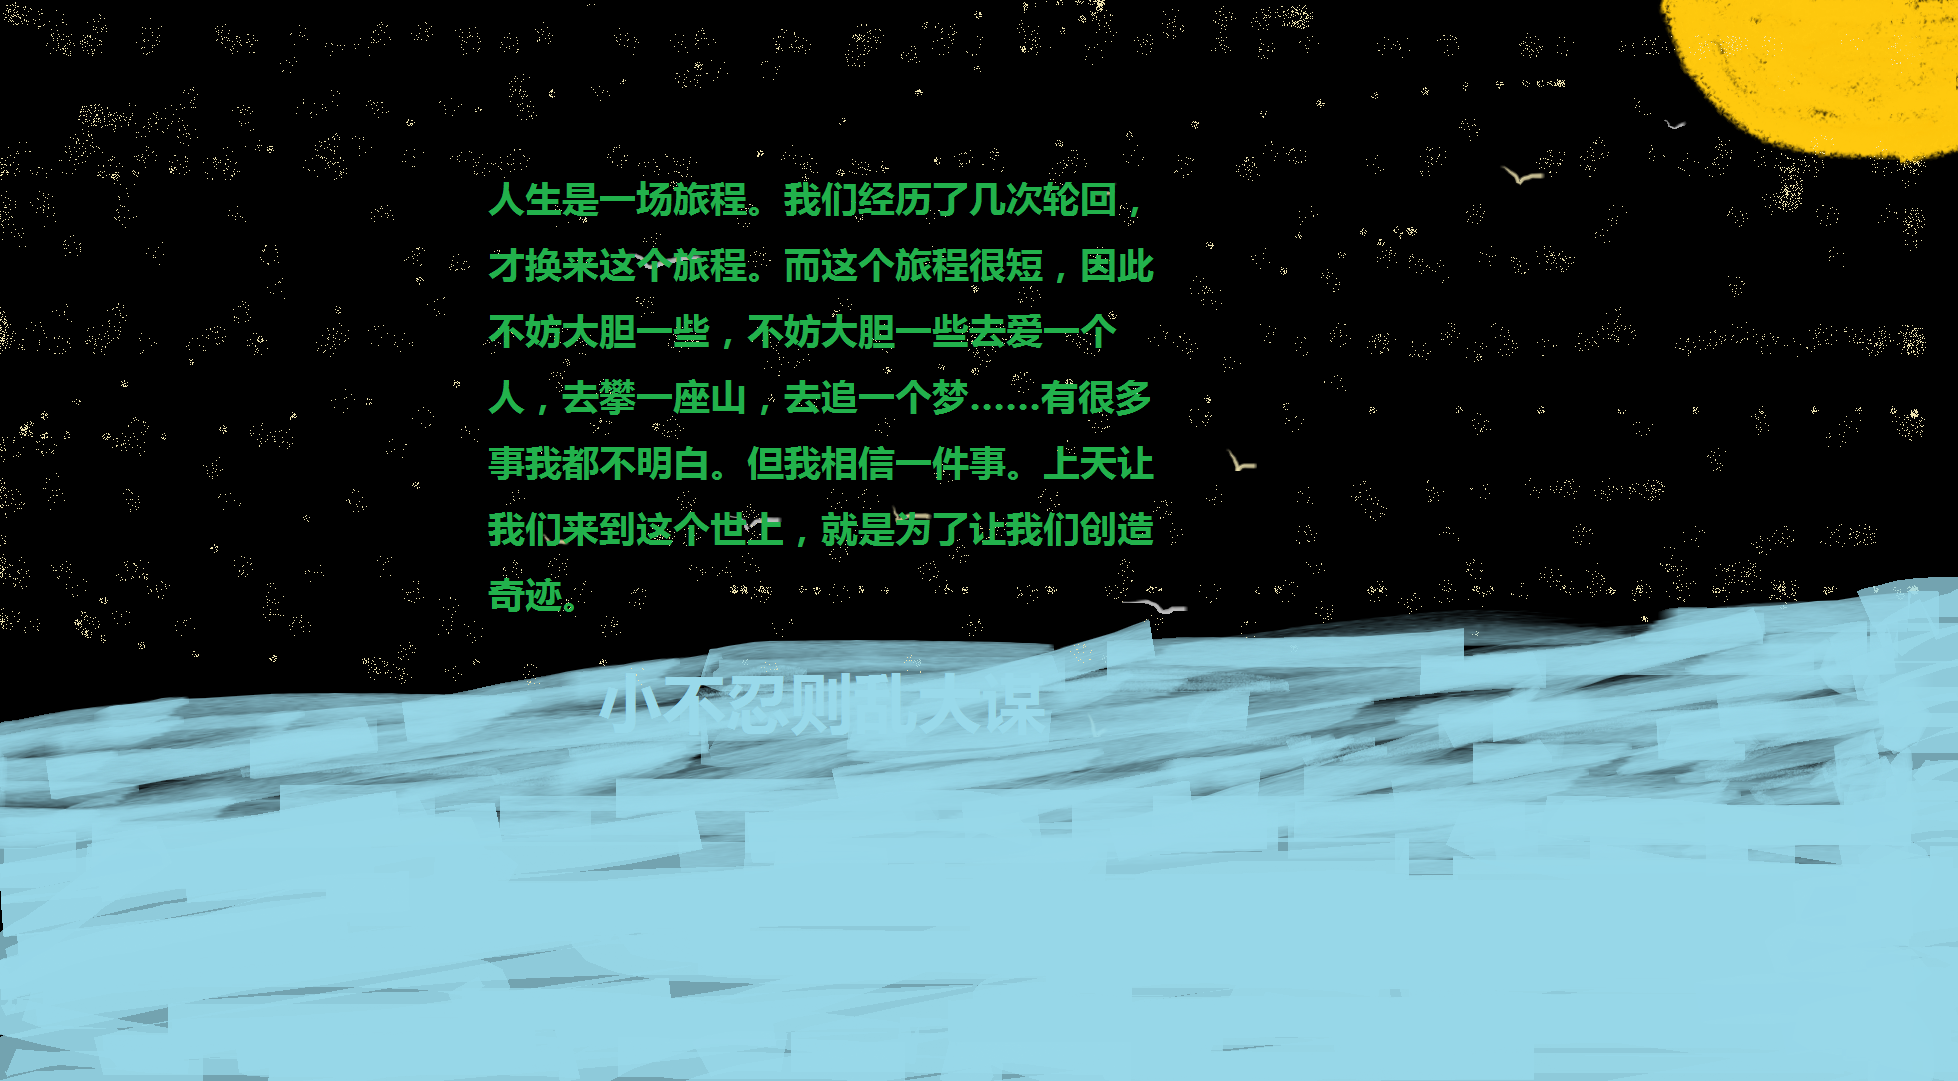 人生是一场旅程。我们经历了几次轮回，
才换来这个旅程。而这个旅程很短，因此
不妨大胆一些，不妨大胆一些去爱一个
人，去攀一座山，去追一个梦……有很多
事我都不明白。但我相信一件事。上天让
我们来到这个世上，就是为了让我们创造
奇迹。
小不忍则乱大谋